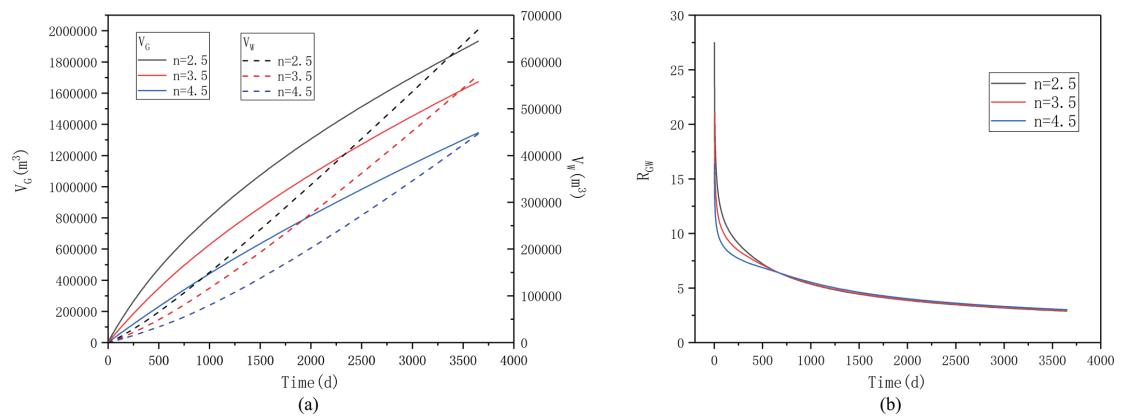 2000000
1800000
1600000
1400000
1200000
1000000
800000
600000
400000
200000
0
V_G(m³)
700000
600000
500000
400000
300000
200000
100000
0
V_W(m³)
V_G
n=2.5
n=3.5
n=4.5
V_W
n=2.5
n=3.5
n=4.5
0 500 1000 1500 2000 2500 3000 3500 4000
Time(d)
(a)
30
25
20
15
10
5
0
R_GW
n=2.5
n=3.5
n=4.5
0 500 1000 1500 2000 2500 3000 3500 4000
Time(d)
(b)